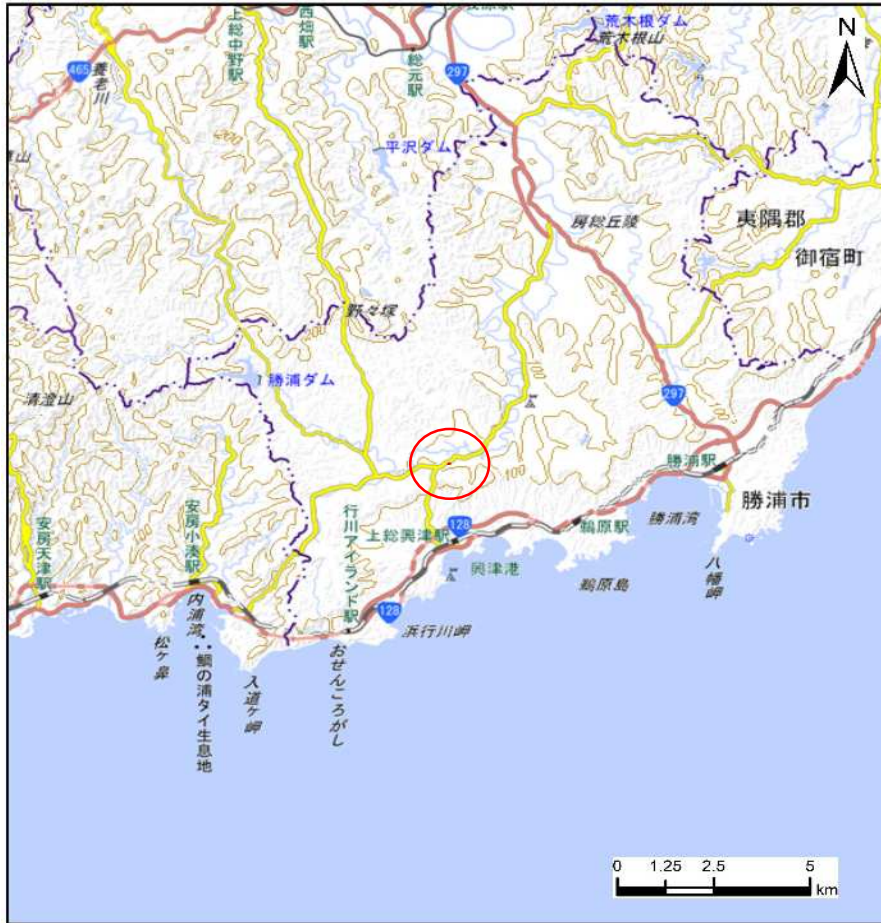 荒木根ダム
荒木根山
N
西畑駅
上総中野駅
総元駅
465
養老川
297
平沢ダム
房総丘陵
夷隅郡
御宿町
野々塚
勝浦ダム
清澄山
297
100
勝浦駅
勝浦市
安房天津駅
安房小湊駅
行川アイランド駅
上総興津駅
128
鵜原駅
勝浦湾
興津港
鵜原島
八幡岬
128
浜行川岬
内浦湾
松ヶ鼻
鯛の浦タイ生息地
入道ヶ岬
おせんころがし
0 1.25 2.5 5
km